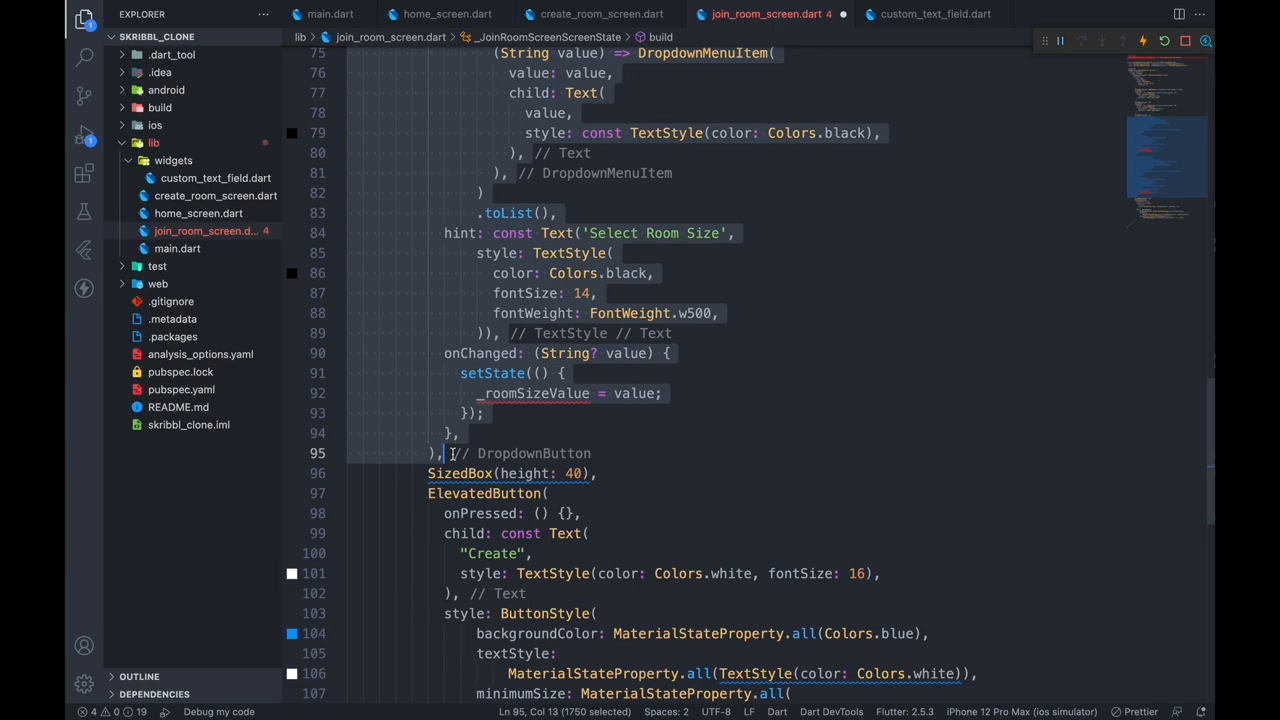 EXPLORER
main.dart
home_screen.dart
create_room_screen.dart
join_room_screen.dart 4
custom_text_field.dart
1
SKRIBBL_CLONE
lib > join_room_screen.dart > _JoinRoomScreenScreenState > build
.dart_tool
.idea
android
build
ios
lib
widgets
custom_text_field.dart
create_room_screen.dart
home_screen.dart
join_room_screen.d... 4
main.dart
test
web
.gitignore
.metadata
.packages
analysis_options.yaml
pubspec.lock
pubspec.yaml
README.md
skribbl_clone.iml
OUTLINE
DEPENDENCIES
1
75 (String value) => DropdownMenuItem(
76 value: value,
77 child: Text(
78 value,
79 style: const TextStyle(color: Colors.black),
80 ), // Text
81 ), // DropdownMenuItem
82 )
83 .toList(),
84 hint: const Text('Select Room Size',
85 style: TextStyle(
86 color: Colors.black,
87 fontSize: 14,
88 fontWeight: FontWeight.w500,
89 )), // TextStyle // Text
90 onChanged: (String? value) {
91 setState(() {
92 _roomSizeValue = value;
93 });
94 },
95 ), // DropdownButton
96 SizedBox(height: 40),
97 ElevatedButton(
98 onPressed: () {},
99 child: const Text(
100 "Create",
101 style: TextStyle(color: Colors.white, fontSize: 16),
102 ), // Text
103 style: ButtonStyle(
104 backgroundColor: MaterialStateProperty.all(Colors.blue),
105 textStyle:
106 MaterialStateProperty.all(TextStyle(color: Colors.white)),
107 minimumSize: MaterialStateProperty.all(
4 0 19 Debug my code Ln 95, Col 13 (1750 selected) Spaces: 2 UTF-8 LF Dart Dart DevTools Flutter: 2.5.3 iPhone 12 Pro Max (ios simulator) Prettier